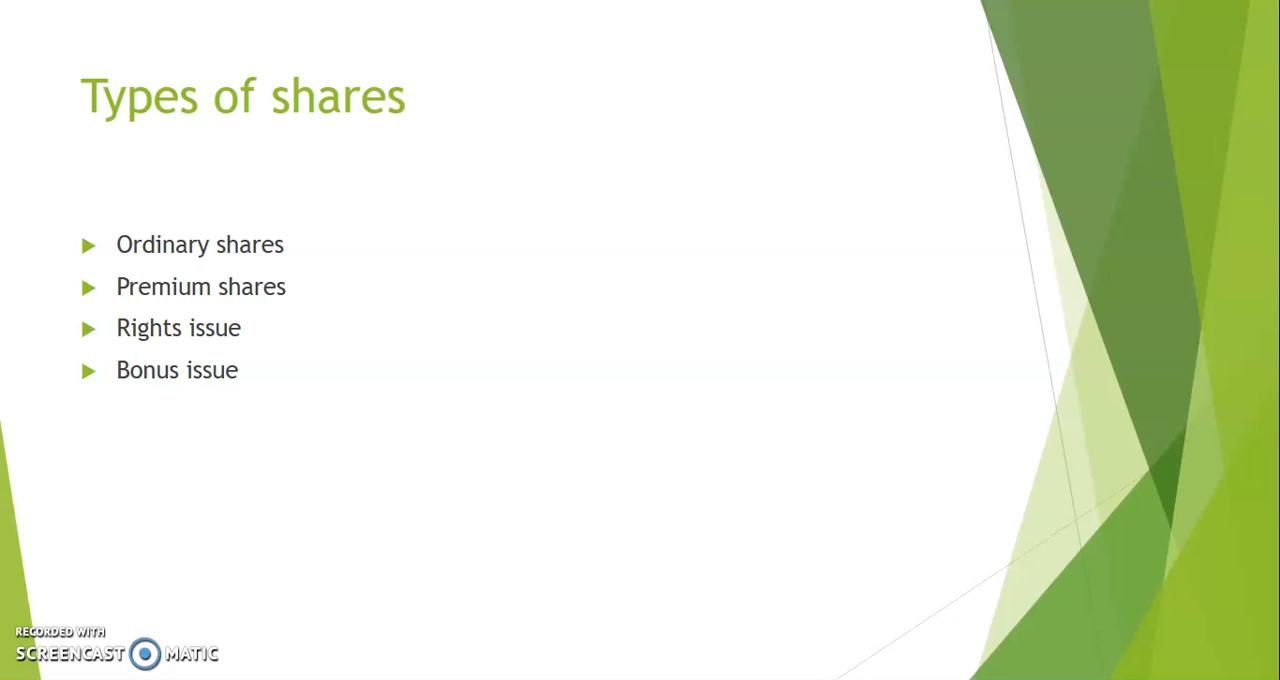 Types of shares
Ordinary shares
Premium shares
Rights issue
Bonus issue
RECORDED WITH
SCREENCAST MATIC